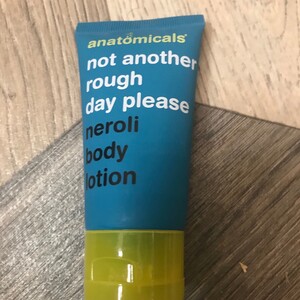 anatomicals
not another
rough
day please
neroli
body
lotion